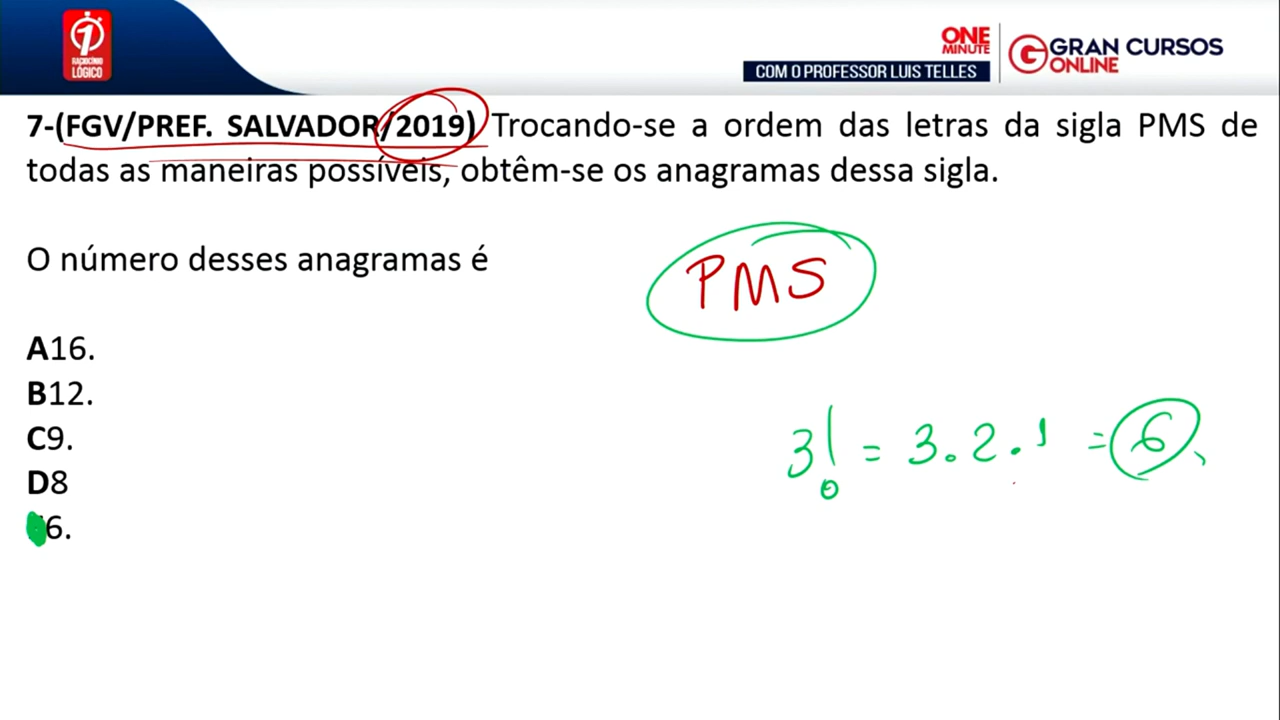 1
RACIOCÍNIO
LÓGICO
ONE
MINUTE
COM O PROFESSOR LUIS TELLES
GRAN CURSOS
ONLINE
7-(FGV/PREF. SALVADOR/2019) Trocando-se a ordem das letras da sigla PMS de
todas as maneiras possíveis, obtêm-se os anagramas dessa sigla.
O número desses anagramas é
PMS
A16.
B12.
C9.
D8
6.
3! = 3.2.1 = 6